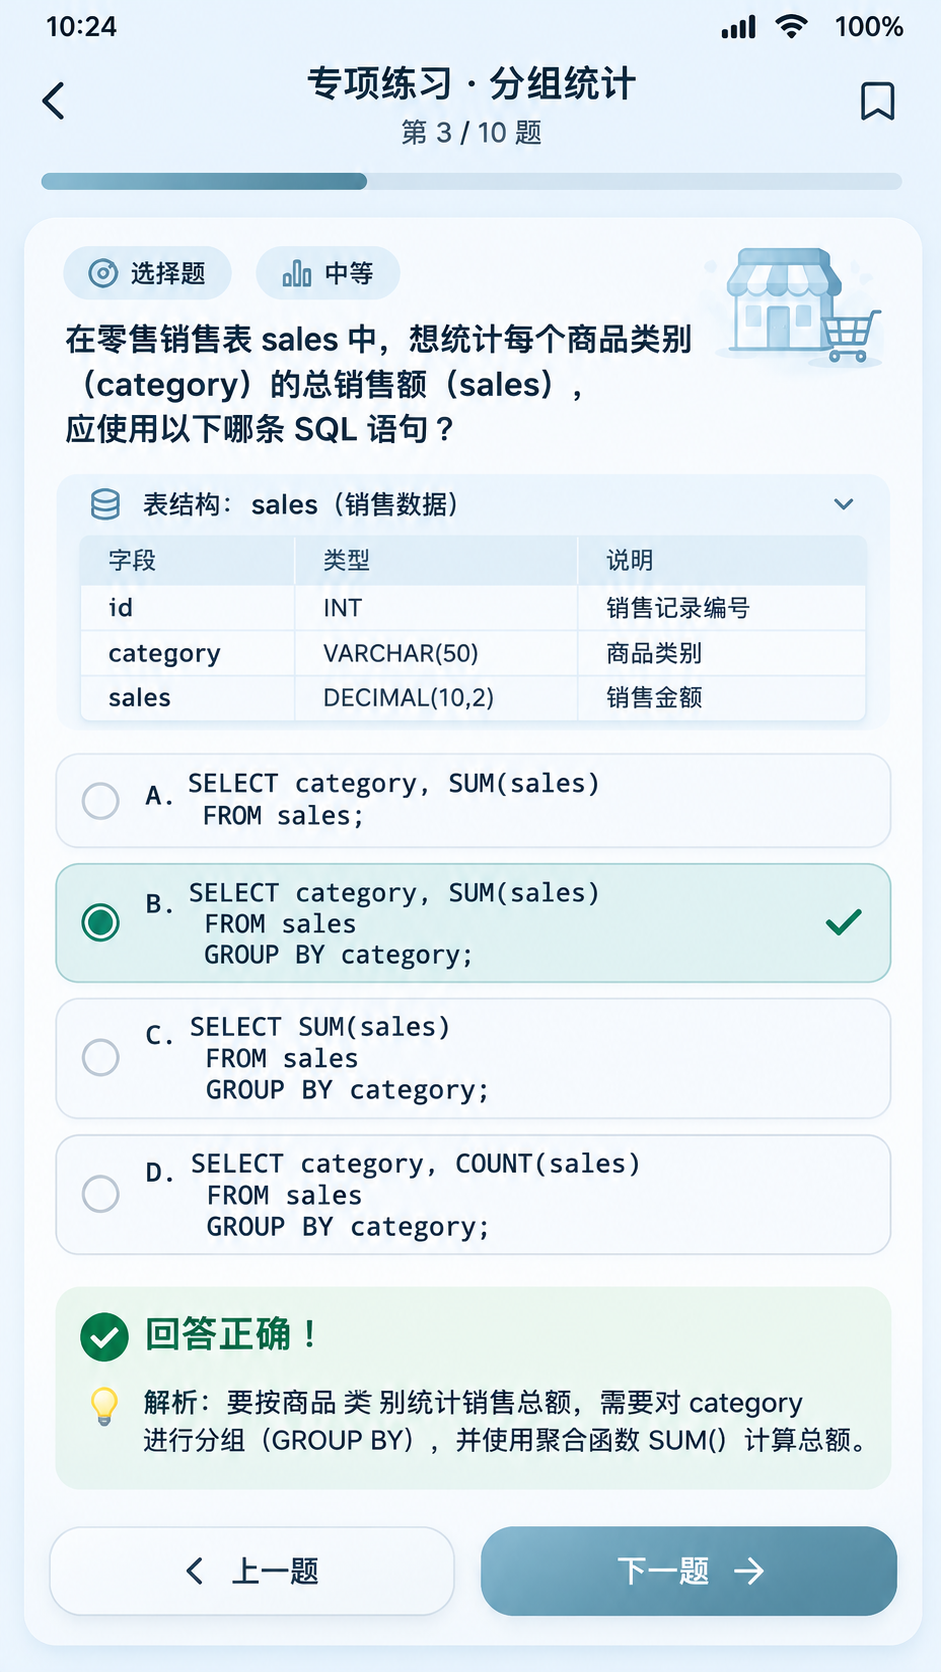 10:24
100%
专项练习 · 分组统计
第 3 / 10 题
选择题
中等
在零售销售表 sales 中，想统计每个商品类别
（category）的总销售额（sales），
应使用以下哪条 SQL 语句？
表结构：sales（销售数据）
字段 类型 说明
id INT 销售记录编号
category VARCHAR(50) 商品类别
sales DECIMAL(10,2) 销售金额
A. SELECT category, SUM(sales)
FROM sales;
B. SELECT category, SUM(sales)
FROM sales
GROUP BY category;
C. SELECT SUM(sales)
FROM sales
GROUP BY category;
D. SELECT category, COUNT(sales)
FROM sales
GROUP BY category;
回答正确！
解析：要按商品 类 别统计销售总额，需要对 category
进行分组（GROUP BY），并使用聚合函数 SUM()）计算总额。
上一题
下一题